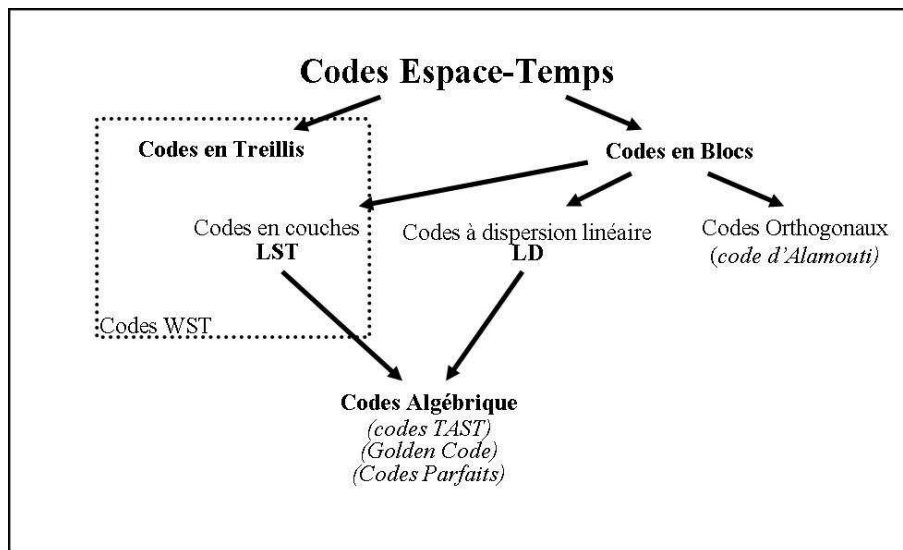 Codes Espace-Temps
Codes en Treillis
Codes en Blocs
Codes en couches
LST
Codes à dispersion linéaire
LD
Codes Orthogonaux
(code d'Alamouti)
Codes WST
Codes Algébrique
(codes TAST)
(Golden Code)
(Codes Parfaits)